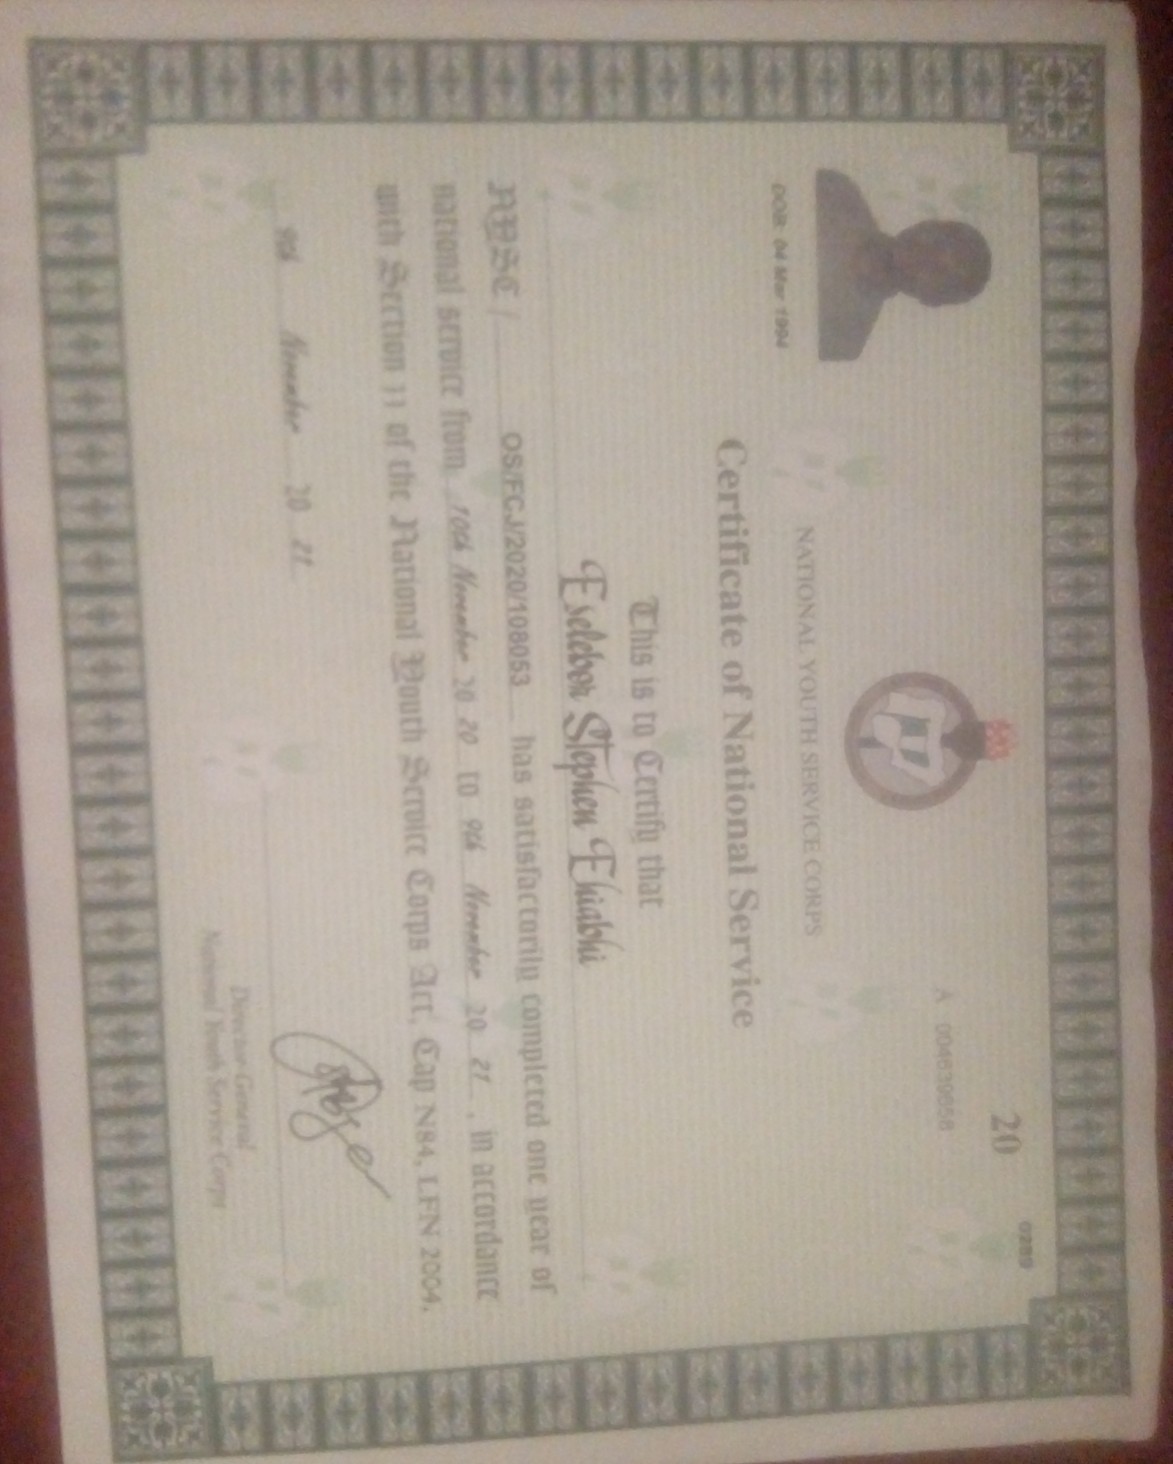 20
02819
A 004639658
NATIONAL YOUTH SERVICE CORPS
DOB: 04 Mar 1994
Certificate of National Service
This is to Certify that
Eselebor Stephen Ehiabhi
NYSC / OS/FCJ/2020/108053 has satisfactorily completed one year of
national service from 10th November 20 20 to 9th November 20 21, in accordance
with Section 11 of the National Youth Service Corps Act, Cap N84, LFN 2004.
9th November 20 21
Director-General
National Youth Service Corps